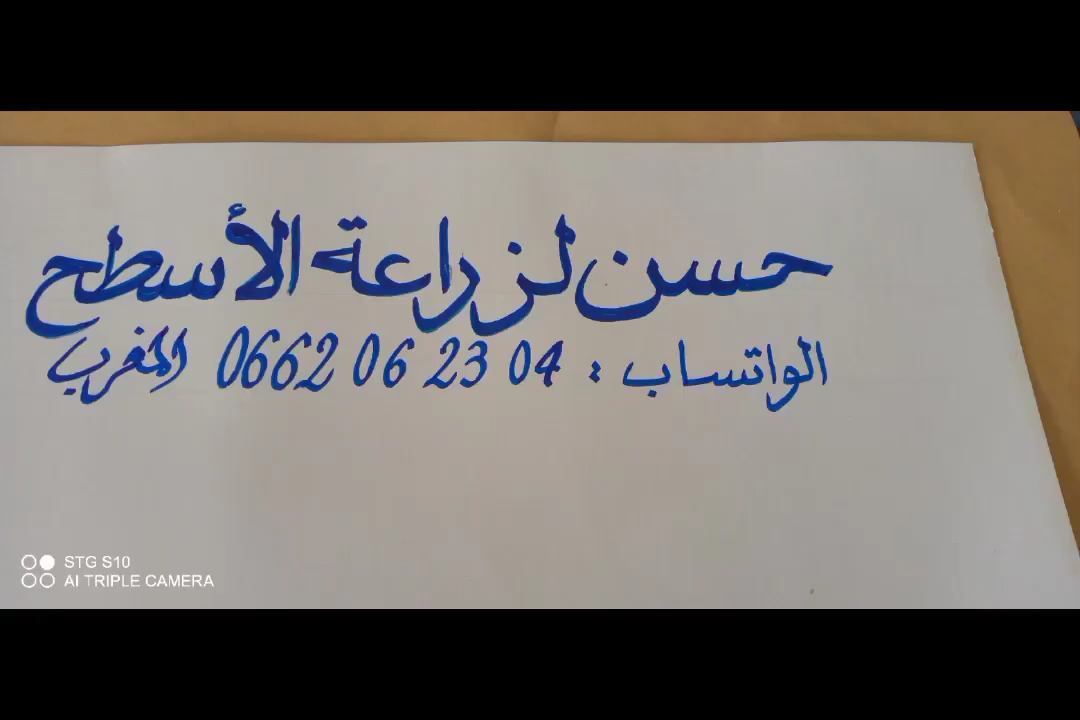 حسن لزراعة الأسطح
الواتساب : 04 23 06 0662 المغرب
STG S10
AI TRIPLE CAMERA